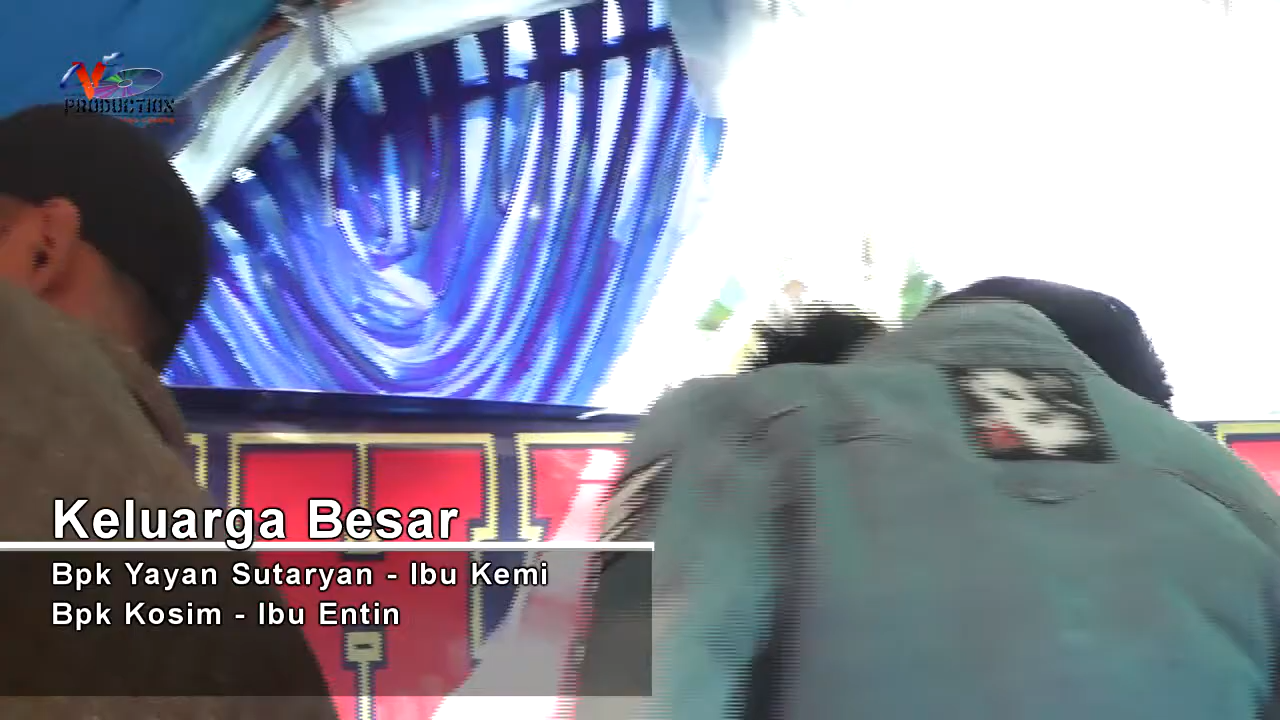 PRODUCTION
Keluarga Besar
Bpk Yayan Sutaryan - Ibu Kemi
Bpk Kosim - Ibu Entin